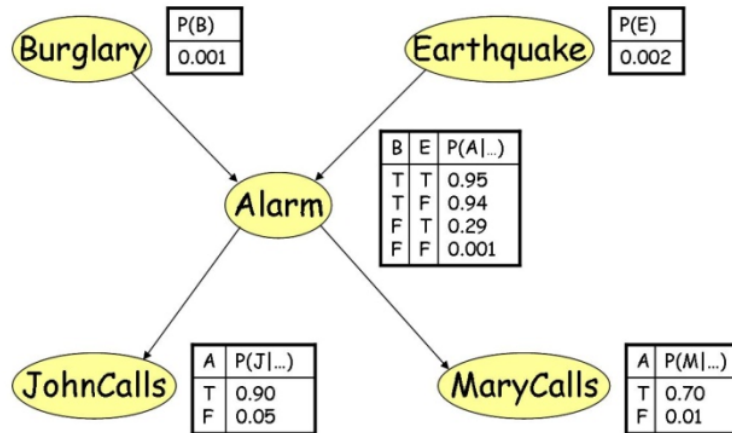 Burglary
P(B)
0.001
Earthquake
P(E)
0.002
Alarm
B E P(A|...)
T T 0.95
T F 0.94
F T 0.29
F F 0.001
JohnCalls
A P(J|...)
T 0.90
F 0.05
MaryCalls
A P(M|...)
T 0.70
F 0.01